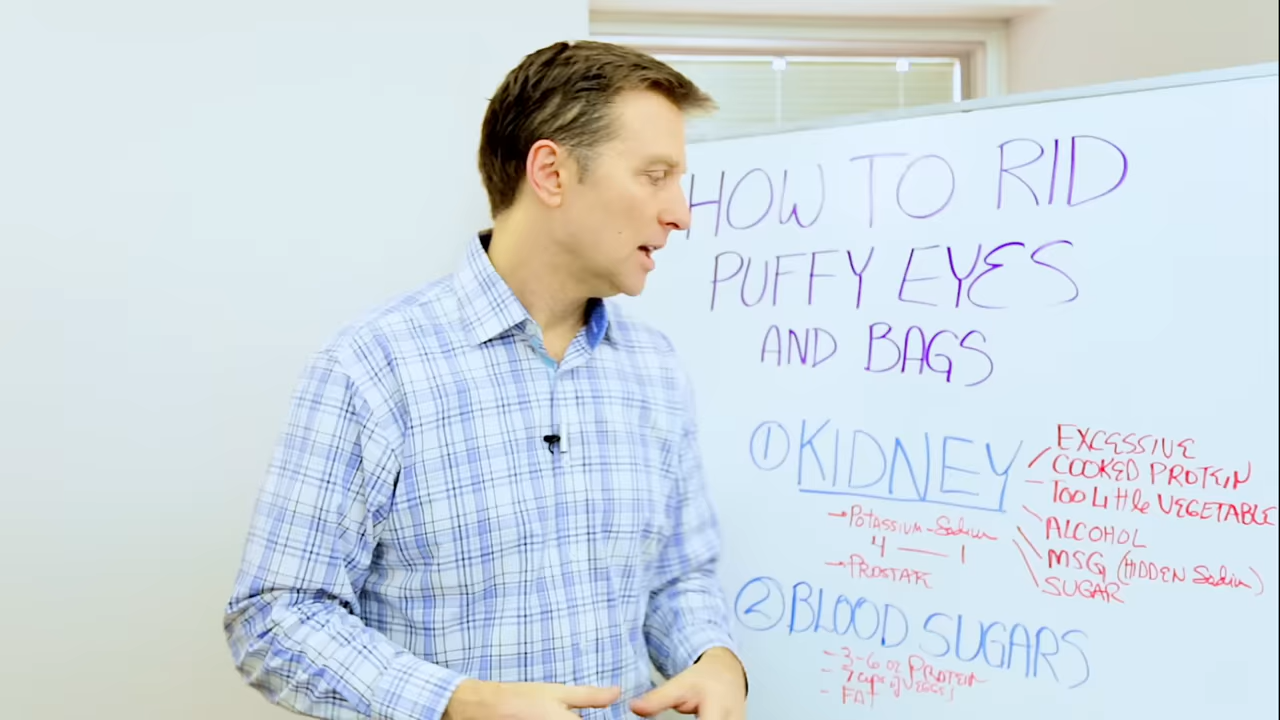 HOW TO RID
PUFFY EYES
AND BAGS
① KIDNEY
EXCESSIVE
COOKED PROTEIN
TOO LITTLE VEGETABLE
ALCOHOL
MSG (HIDDEN Sodium)
SUGAR
→ POTASSIUM - Sodium
4 — 1
→ PROSTATE
② BLOOD SUGARS
- 3-6 oz PROTEIN
- 7 cups of VEGGE!
- FAT